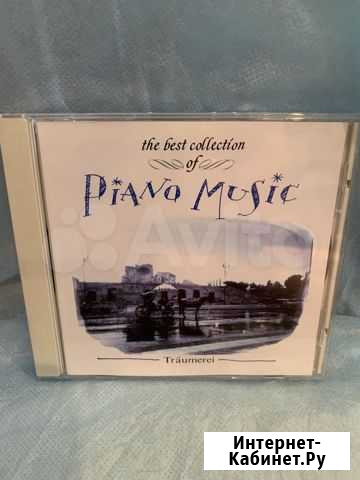 the best collection
of
PIANO MUSIC
Avito
Träumerei
Интернет-
Кабинет.Ру